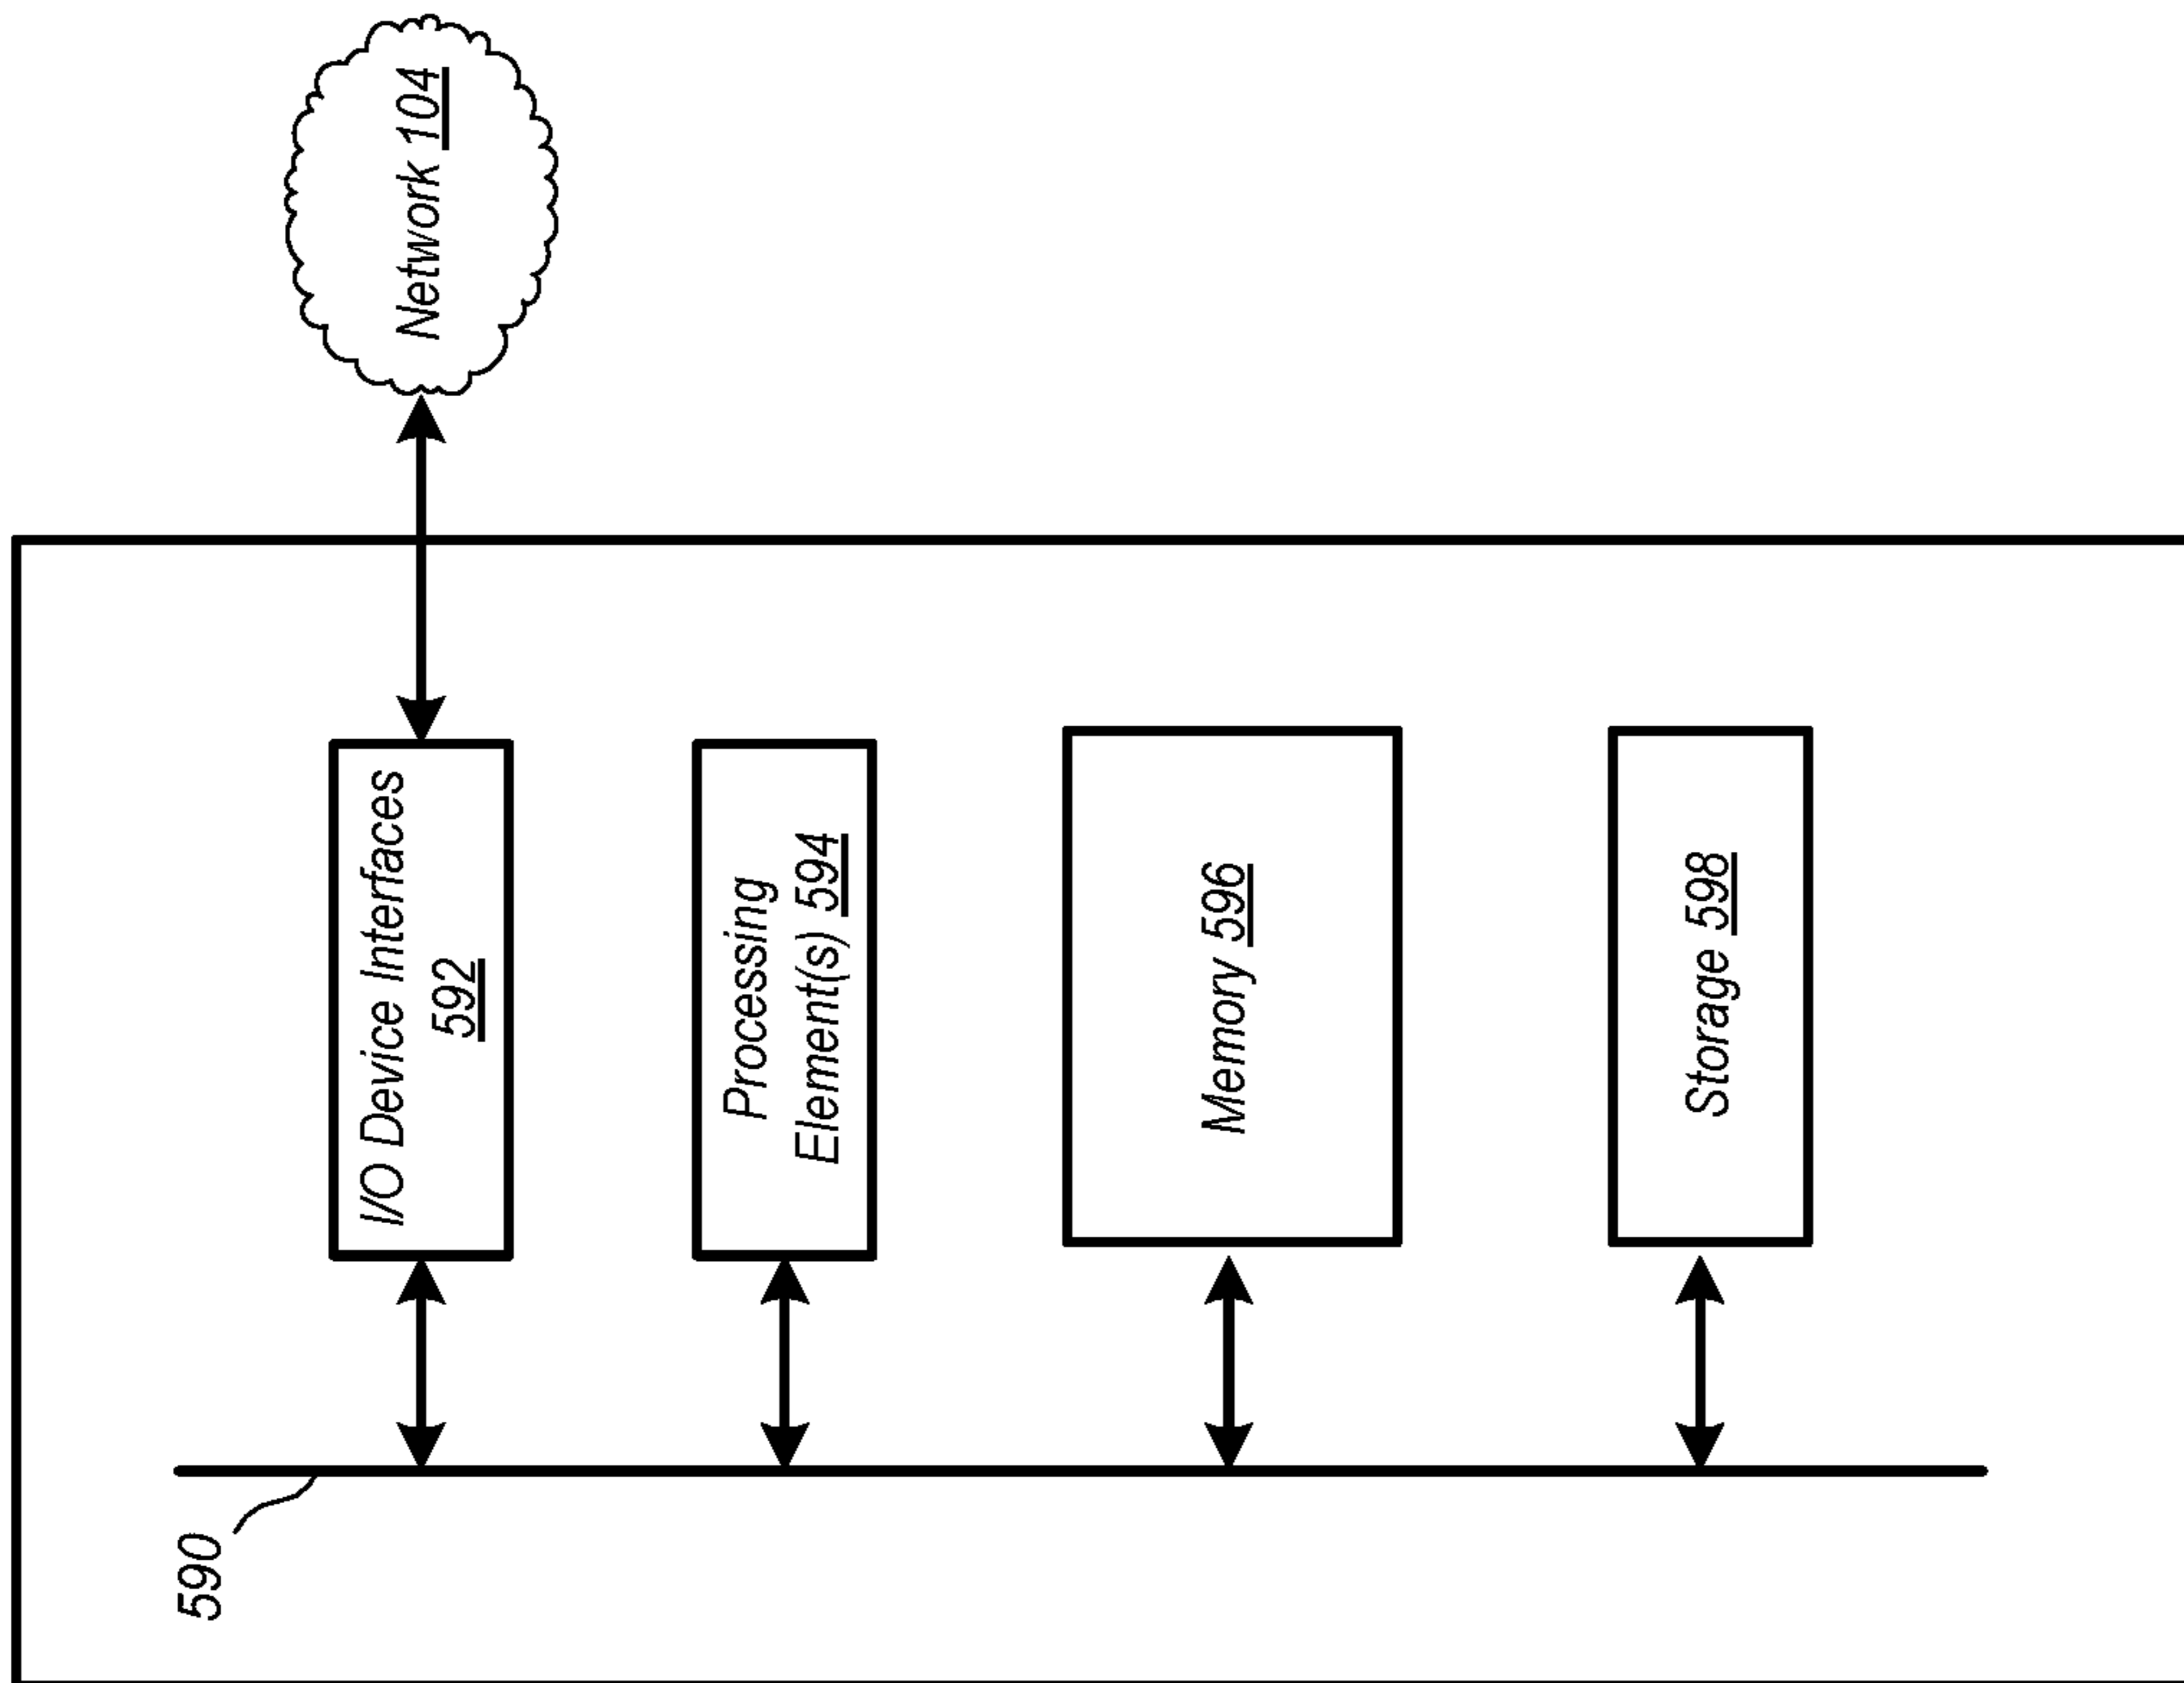 Network 104
I/O Device Interfaces
592
Processing
Element(s) 594
Memory 596
Storage 598
590